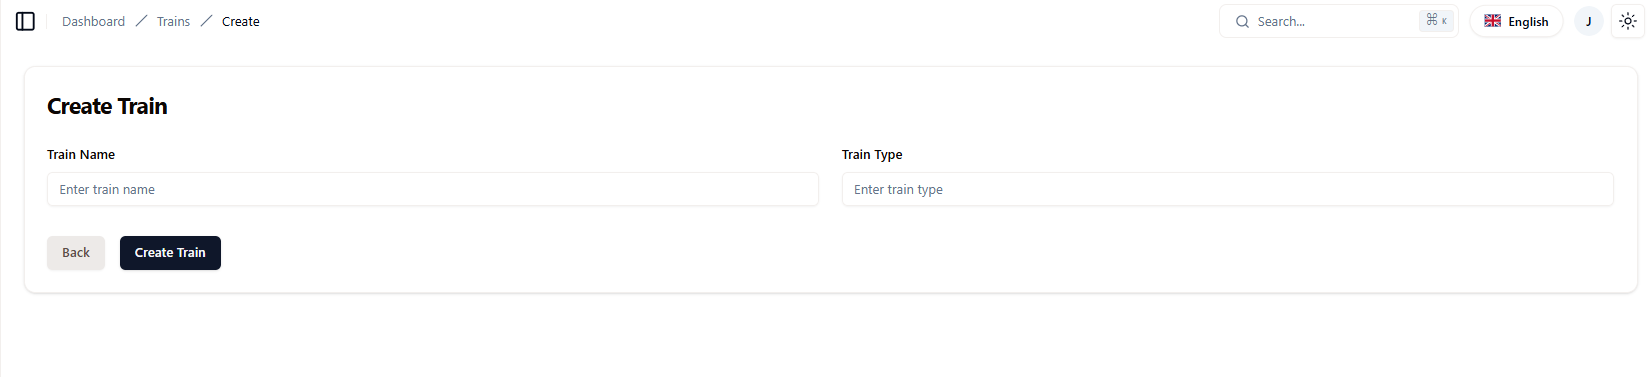 Dashboard / Trains / Create
Search... ⌘ K
English
J
Create Train
Train Name
Enter train name
Train Type
Enter train type
Back
Create Train